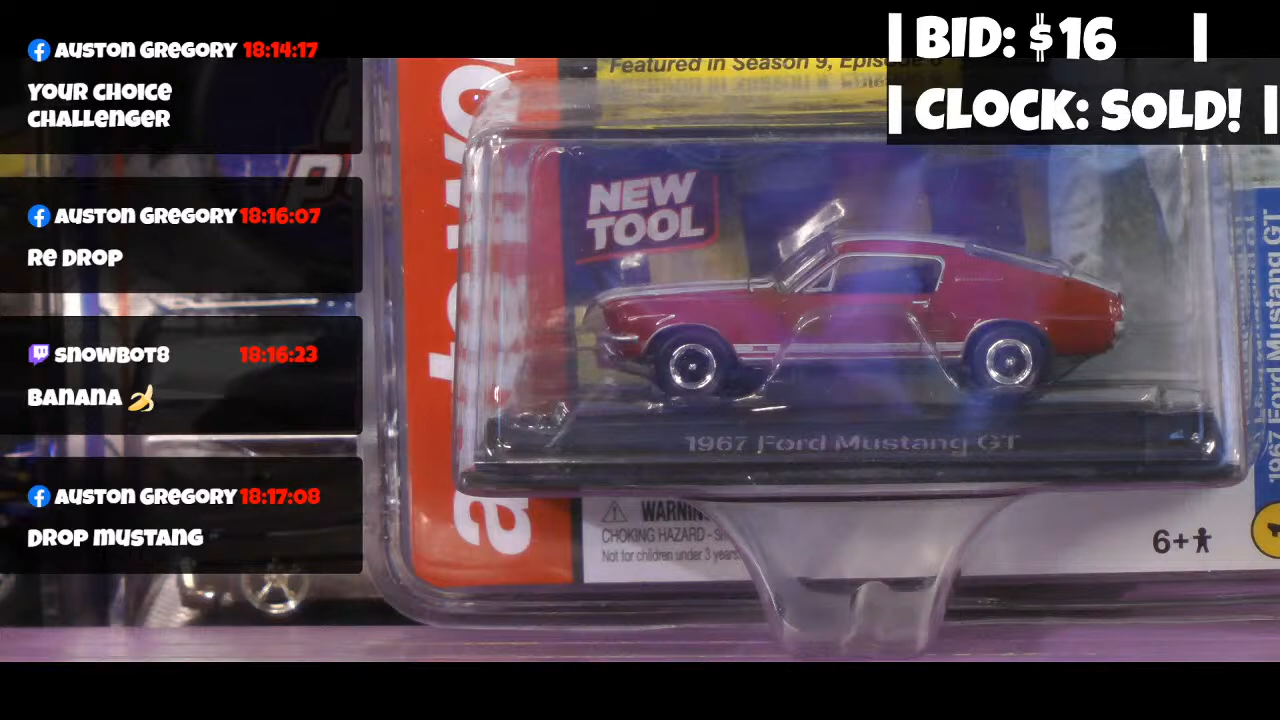 Auston Gregory 18:14:17
YOUR CHOICE
CHALLENGER
Auston Gregory 18:16:07
RE DROP
SNOWBOT8 18:16:23
BANANA 🍌
Auston Gregory 18:17:08
DROP MUSTANG
| BID: $16 |
| CLOCK: SOLD! |
Featured in Season 9, Episode
NEW
TOOL
1967 Ford Mustang GT
WARNING
CHOKING HAZARD - 
Not for children under 3 years
6+
1967 Ford Mustang GT